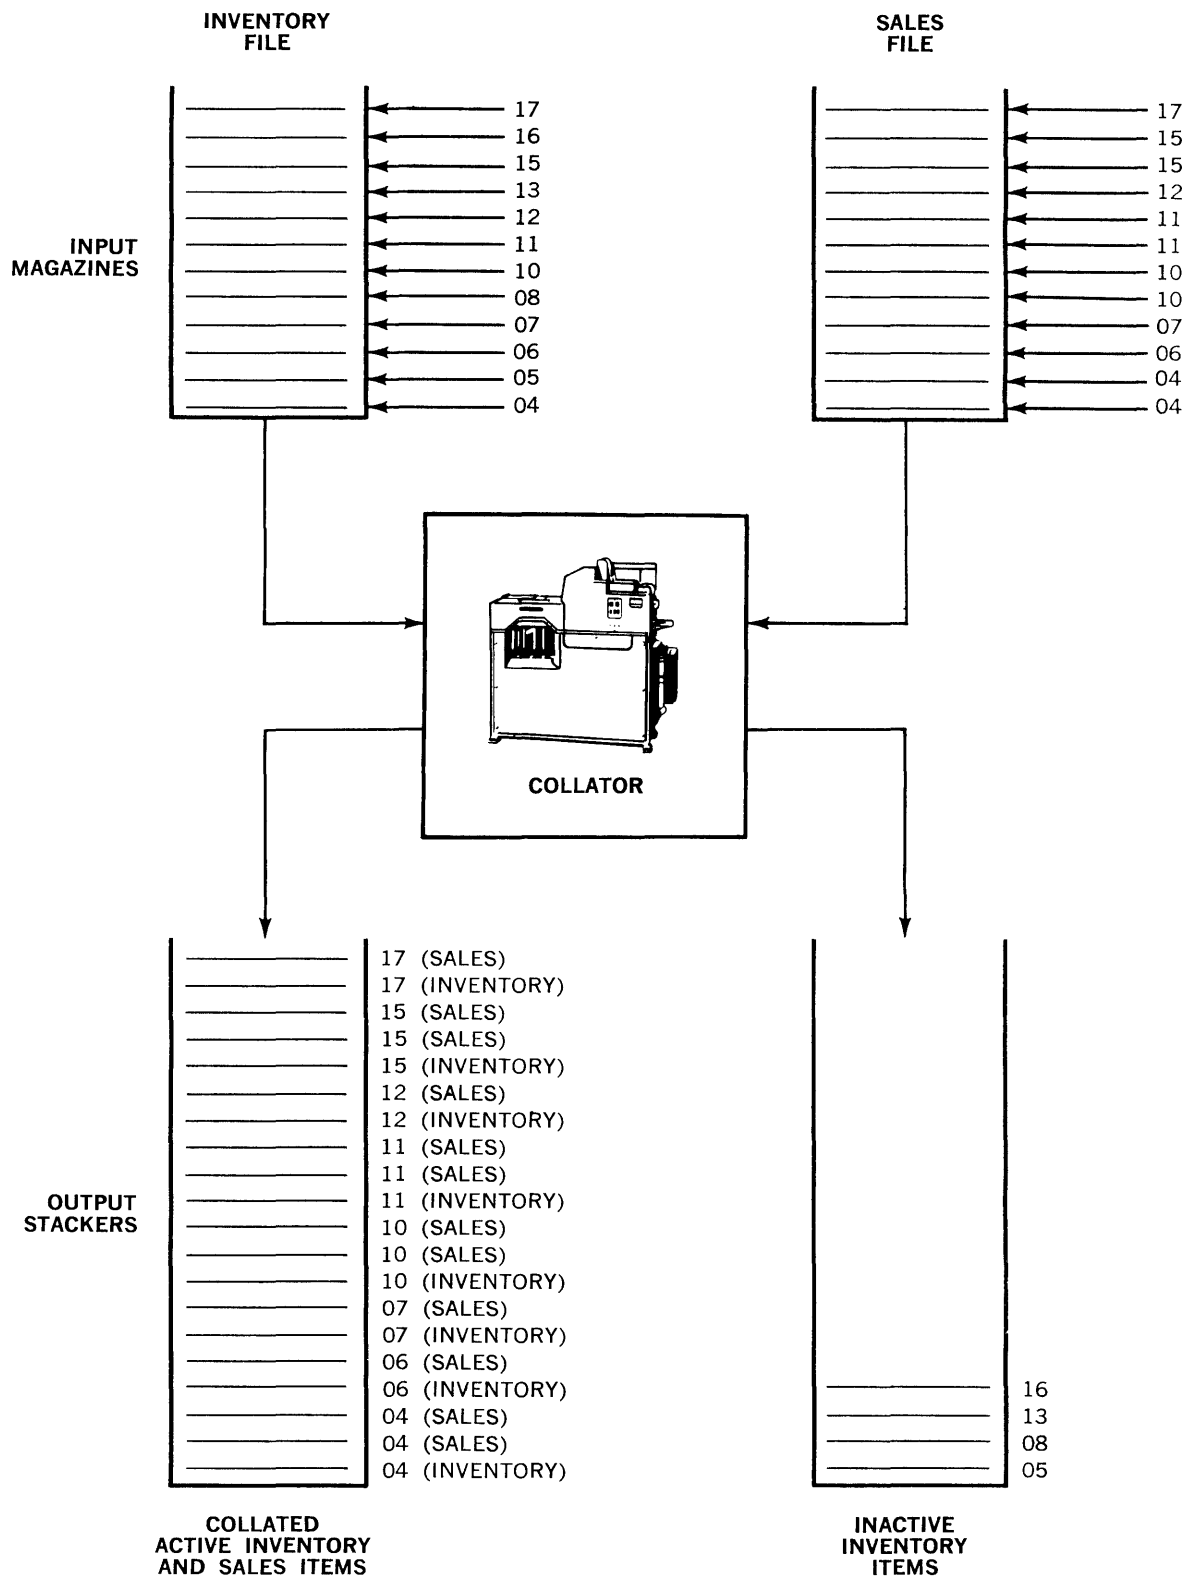 INVENTORY
FILE
SALES
FILE
INPUT
MAGAZINES
17
16
15
13
12
11
10
08
07
06
05
04
17
15
15
12
11
11
10
10
07
06
04
04
COLLATOR
OUTPUT
STACKERS
17 (SALES)
17 (INVENTORY)
15 (SALES)
15 (SALES)
15 (INVENTORY)
12 (SALES)
12 (INVENTORY)
11 (SALES)
11 (SALES)
11 (INVENTORY)
10 (SALES)
10 (SALES)
10 (INVENTORY)
07 (SALES)
07 (INVENTORY)
06 (SALES)
06 (INVENTORY)
04 (SALES)
04 (SALES)
04 (INVENTORY)
16
13
08
05
COLLATED
ACTIVE INVENTORY
AND SALES ITEMS
INACTIVE
INVENTORY
ITEMS